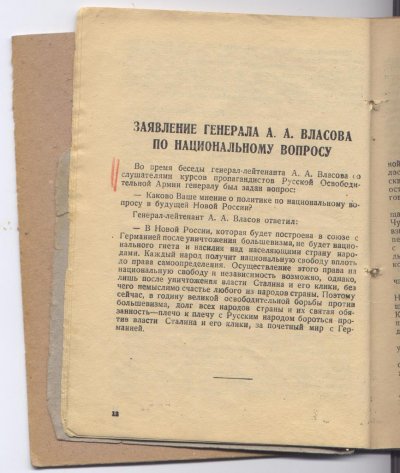 ЗАЯВЛЕНИЕ ГЕНЕРАЛА А. А. ВЛАСОВА
ПО НАЦИОНАЛЬНОМУ ВОПРОСУ
Во время беседы генерал-лейтенанта А. А. Власова со
слушателями курсов пропагандистов Русской Освободи-
тельной Армии генералу был задан вопрос:
— Каково Ваше мнение о политике по национальному во-
просу в будущей Новой России?
Генерал-лейтенант А. А. Власов ответил:
— В Новой России, которая будет построена в союзе с
Германией после уничтожения большевизма, не будет нацио-
нального гнета и насилия над населяющими страну наро-
дами. Каждый народ получит национальную свободу вплоть
до права самоопределения. Осуществление этого права на
национальную свободу и независимость возможно, однако,
лишь после уничтожения власти Сталина и его клики, без
чего немыслимо счастье любого из народов страны. Поэтому
сейчас, в годину великой освободительной борьбы против
большевизма, долг всех народов страны и их святая обя-
занность—плечо к плечу с Русским народом бороться про-
тив власти Сталина и его клики, за почетный мир с Гер-
манией.
12